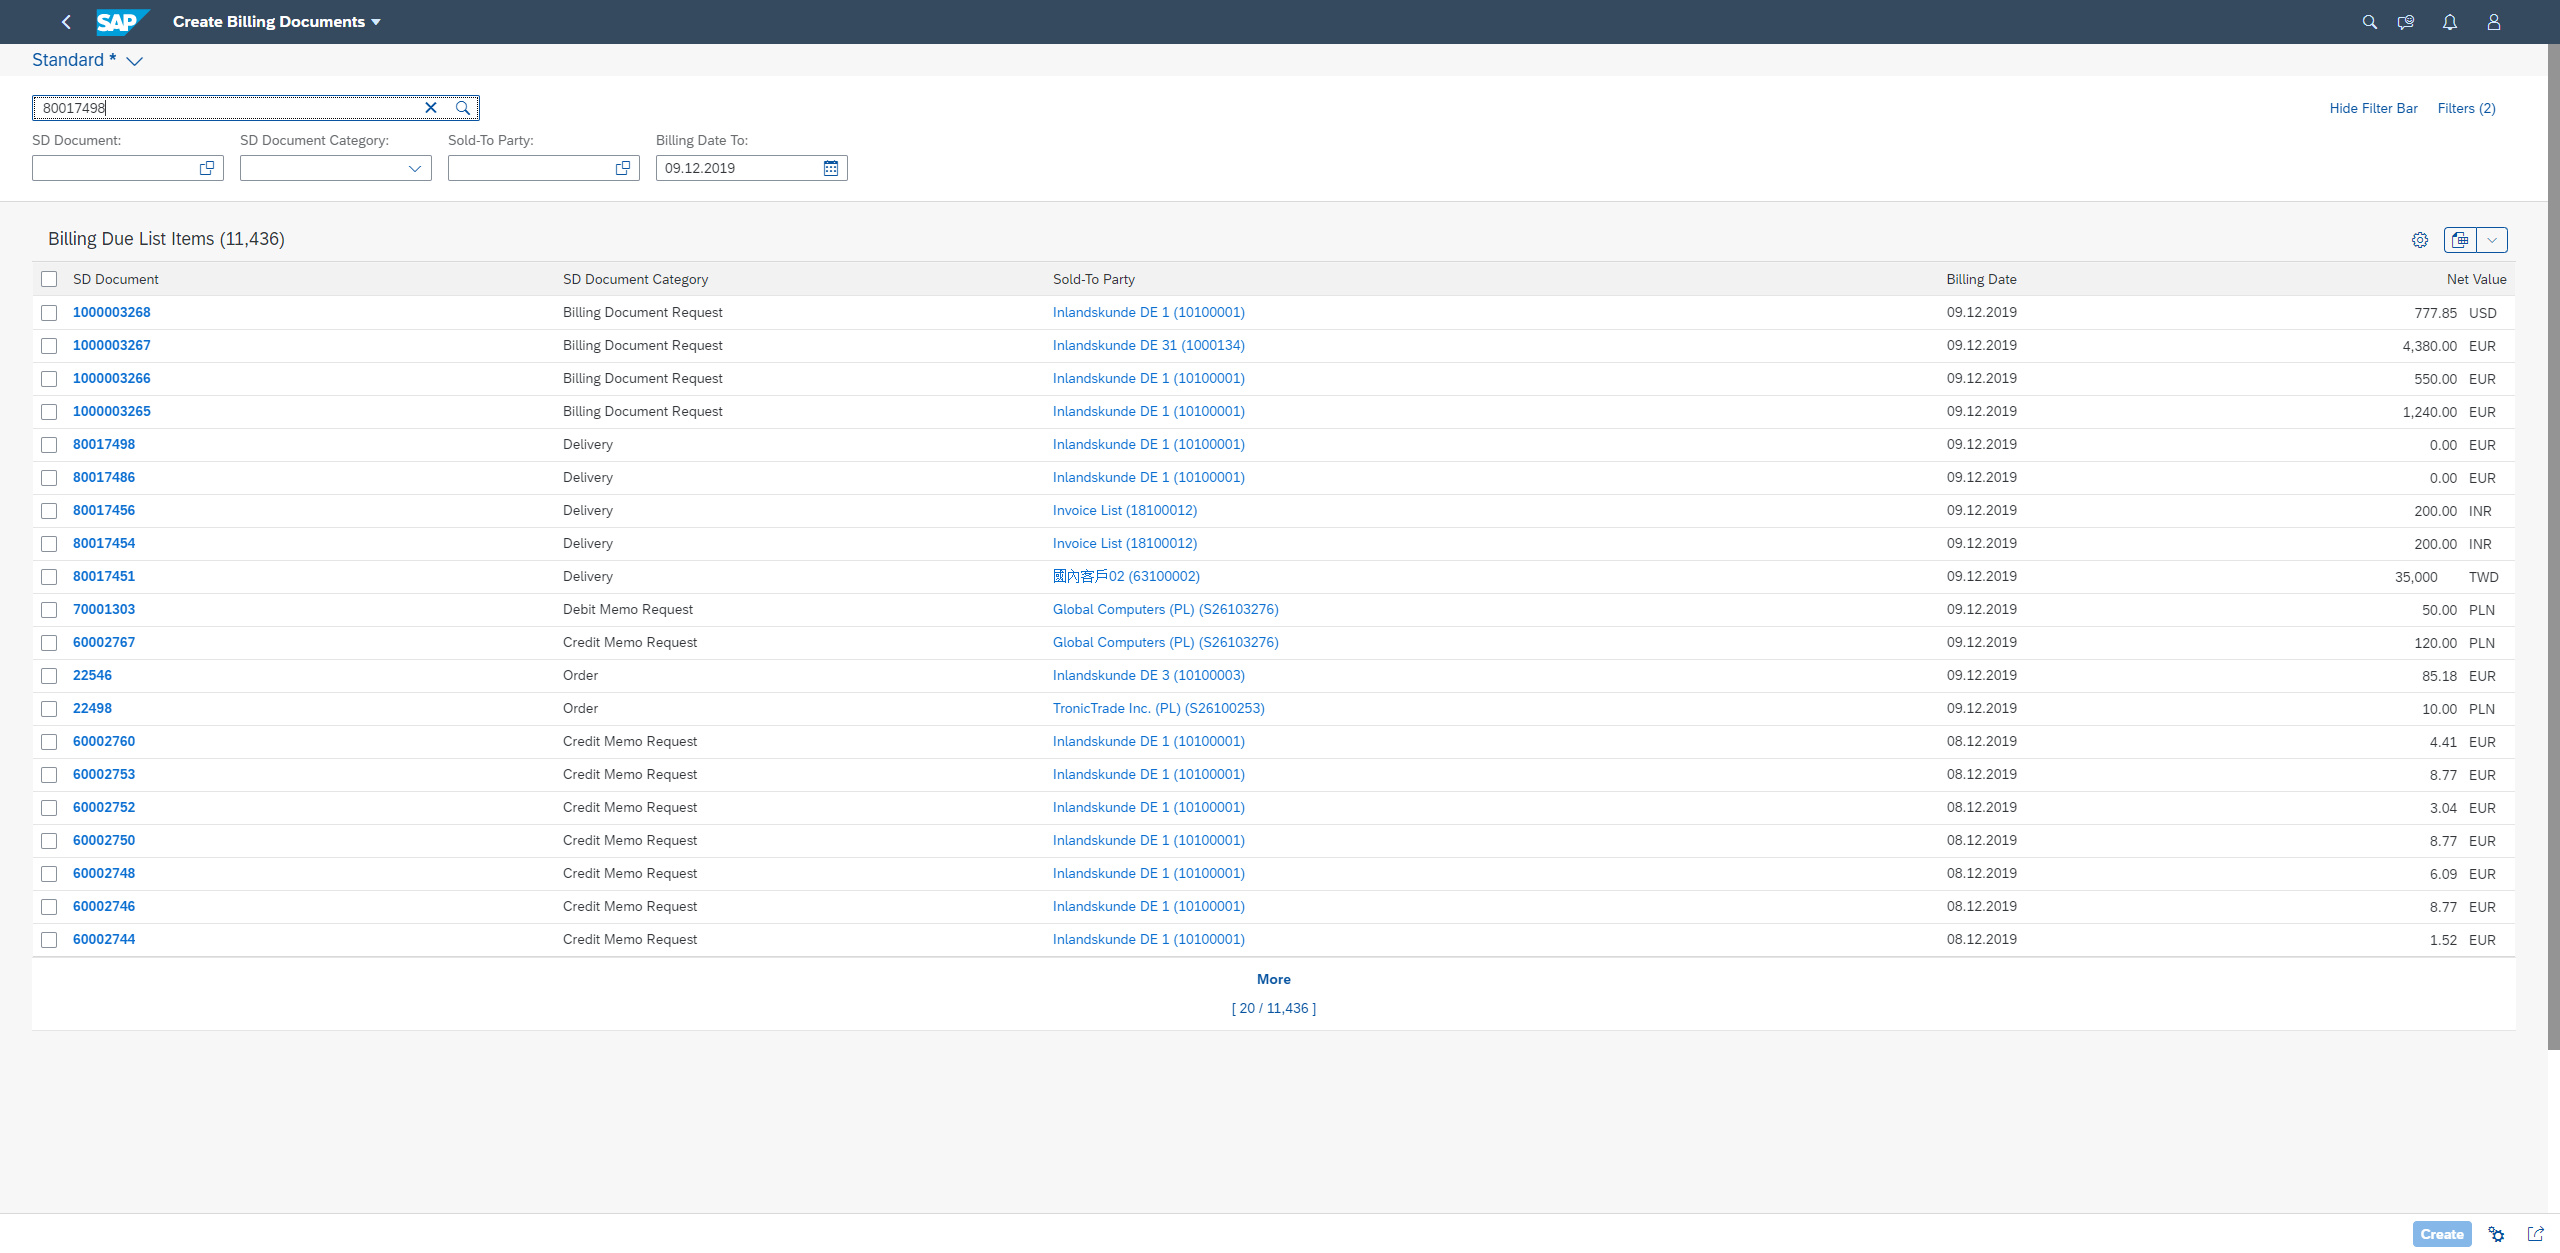 SAP Create Billing Documents
Standard *
80017498
Hide Filter Bar Filters (2)
SD Document: SD Document Category: Sold-To Party: Billing Date To:
09.12.2019
Billing Due List Items (11,436)
SD Document SD Document Category Sold-To Party Billing Date Net Value
1000003268 Billing Document Request Inlandskunde DE 1 (10100001) 09.12.2019 777.85 USD
1000003267 Billing Document Request Inlandskunde DE 31 (1000134) 09.12.2019 4,380.00 EUR
1000003266 Billing Document Request Inlandskunde DE 1 (10100001) 09.12.2019 550.00 EUR
1000003265 Billing Document Request Inlandskunde DE 1 (10100001) 09.12.2019 1,240.00 EUR
80017498 Delivery Inlandskunde DE 1 (10100001) 09.12.2019 0.00 EUR
80017486 Delivery Inlandskunde DE 1 (10100001) 09.12.2019 0.00 EUR
80017456 Delivery Invoice List (18100012) 09.12.2019 200.00 INR
80017454 Delivery Invoice List (18100012) 09.12.2019 200.00 INR
80017451 Delivery 國內客戶02 (63100002) 09.12.2019 35,000 TWD
70001303 Debit Memo Request Global Computers (PL) (S26103276) 09.12.2019 50.00 PLN
60002767 Credit Memo Request Global Computers (PL) (S26103276) 09.12.2019 120.00 PLN
22546 Order Inlandskunde DE 3 (10100003) 09.12.2019 85.18 EUR
22498 Order TronicTrade Inc. (PL) (S26100253) 09.12.2019 10.00 PLN
60002760 Credit Memo Request Inlandskunde DE 1 (10100001) 08.12.2019 4.41 EUR
60002753 Credit Memo Request Inlandskunde DE 1 (10100001) 08.12.2019 8.77 EUR
60002752 Credit Memo Request Inlandskunde DE 1 (10100001) 08.12.2019 3.04 EUR
60002750 Credit Memo Request Inlandskunde DE 1 (10100001) 08.12.2019 8.77 EUR
60002748 Credit Memo Request Inlandskunde DE 1 (10100001) 08.12.2019 6.09 EUR
60002746 Credit Memo Request Inlandskunde DE 1 (10100001) 08.12.2019 8.77 EUR
60002744 Credit Memo Request Inlandskunde DE 1 (10100001) 08.12.2019 1.52 EUR
More
[ 20 / 11,436 ]
Create